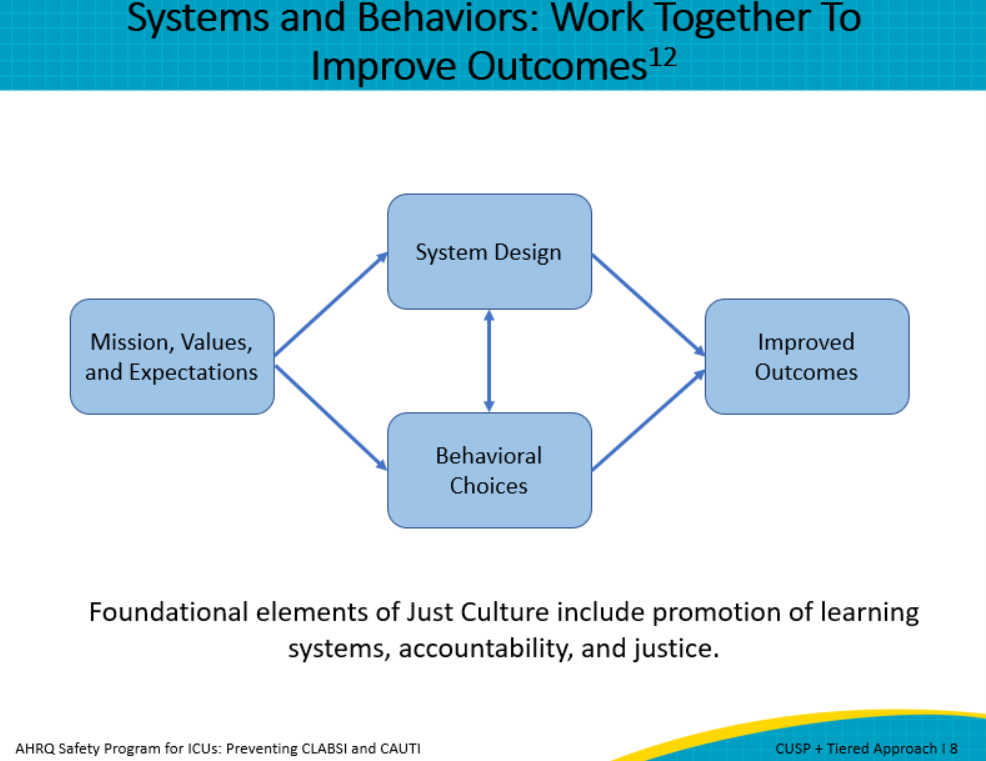 Systems and Behaviors: Work Together To
Improve Outcomes¹²
System Design
Mission, Values,
and Expectations
Improved
Outcomes
Behavioral
Choices
Foundational elements of Just Culture include promotion of learning
systems, accountability, and justice.
AHRQ Safety Program for ICUs: Preventing CLABSI and CAUTI
CUSP + Tiered Approach I 8